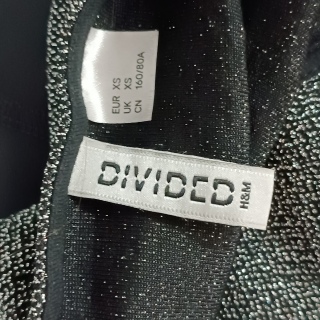 EUR XS
UK XS
CN 160/80A
DIVIDED
H&M